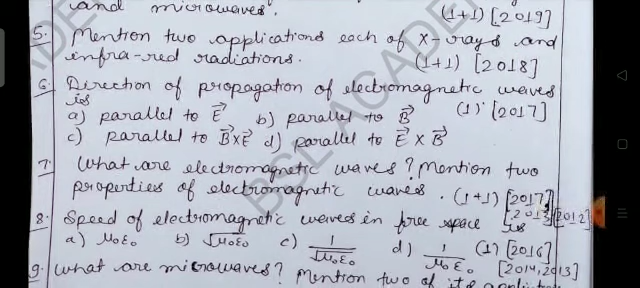 and microwaves. (1+1) [2019]
5. Mention two applications each of x-rays and
infra-red radiations. (1+1) [2018]
6. Direction of propagation of electromagnetic waves
is
a) parallel to E⃗ b) parallel to B⃗ (1) [2017]
c) parallel to B⃗×E⃗ d) parallel to E⃗ × B⃗
7. What are electromagnetic waves? Mention two
properties of electromagnetic waves. (1+1) [2017]
8. Speed of electromagnetic waves in free space is [2012]
a) μ₀ε₀ b) √μ₀ε₀ c) 1/√μ₀ε₀ d) 1/μ₀ε₀ (1) [2016]
9. What are microwaves? Mention two of its [2014, 2013]
BSL ACADEMY